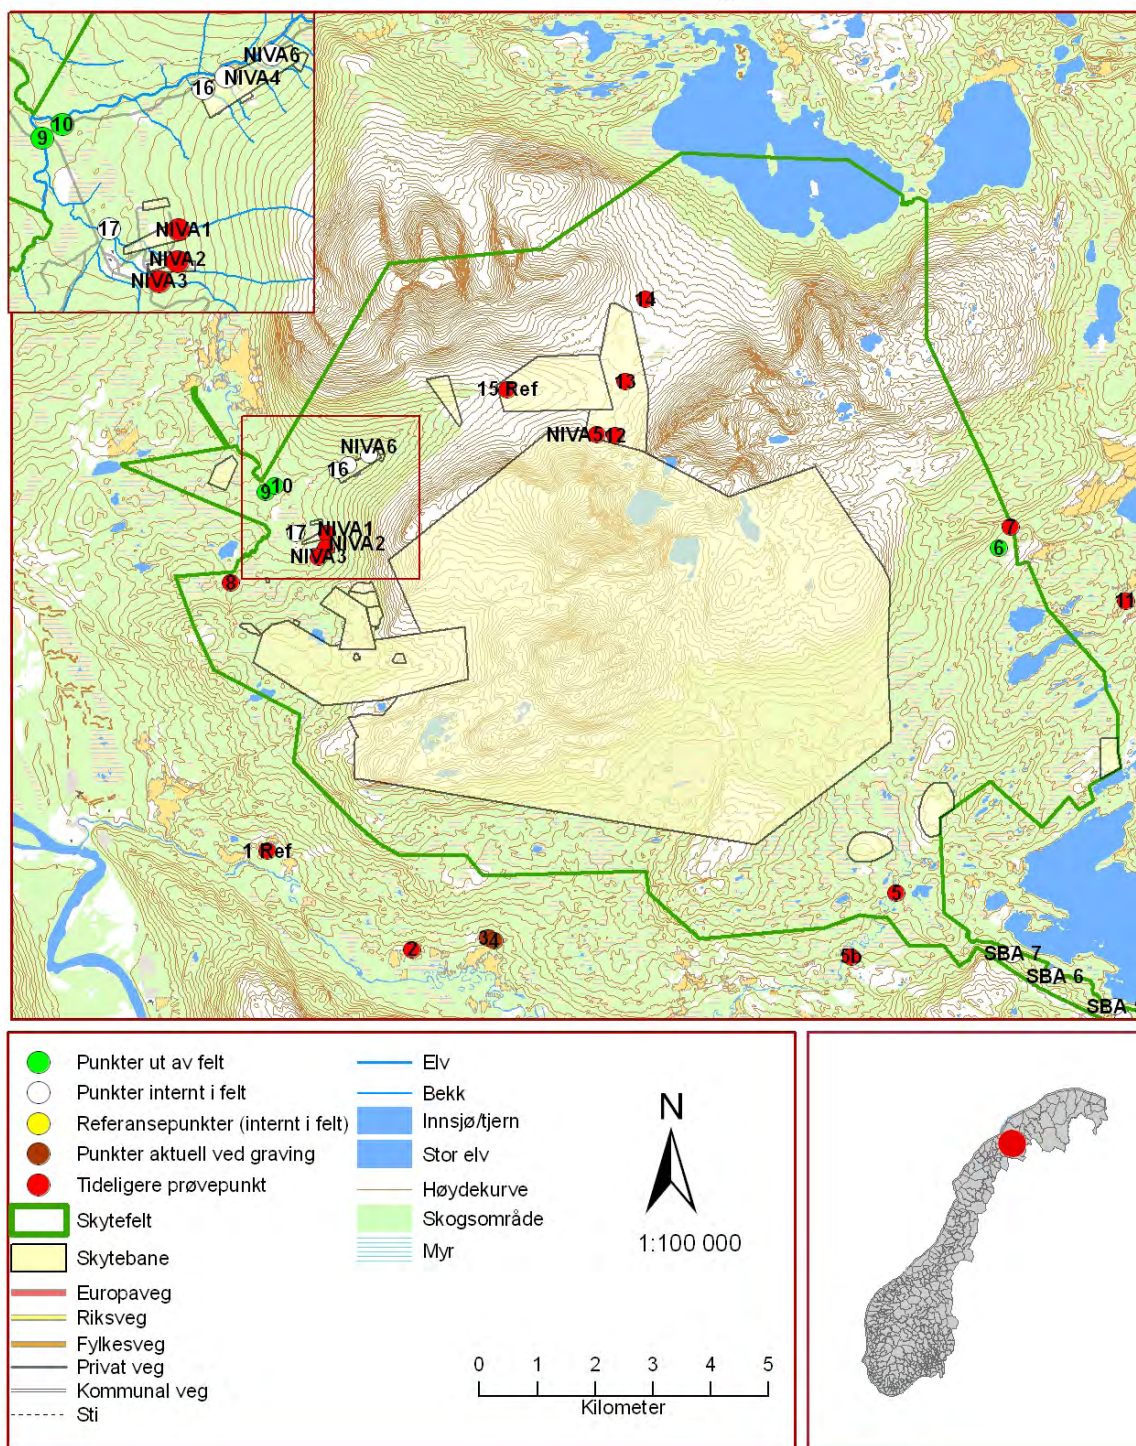 NIVA6
NIVA4
16
10
9
17
NIVA1
NIVA2
NIVA3
14
15 Ref
13
NIVA5
12
NIVA6
16
10
9
17
NIVA1
NIVA2
NIVA3
8
7
6
11
1 Ref
2
3
4
5
5b
SBA 7
SBA 6
SBA
Punkter ut av felt
Punkter internt i felt
Referansepunkter (internt i felt)
Punkter aktuell ved graving
Tideligere prøvepunkt
Skytefelt
Skytebane
Europaveg
Riksveg
Fylkesveg
Privat veg
Kommunal veg
Sti
Elv
Bekk
Innsjø/tjern
Stor elv
Høydekurve
Skogsområde
Myr
N
1:100 000
0 1 2 3 4 5
Kilometer